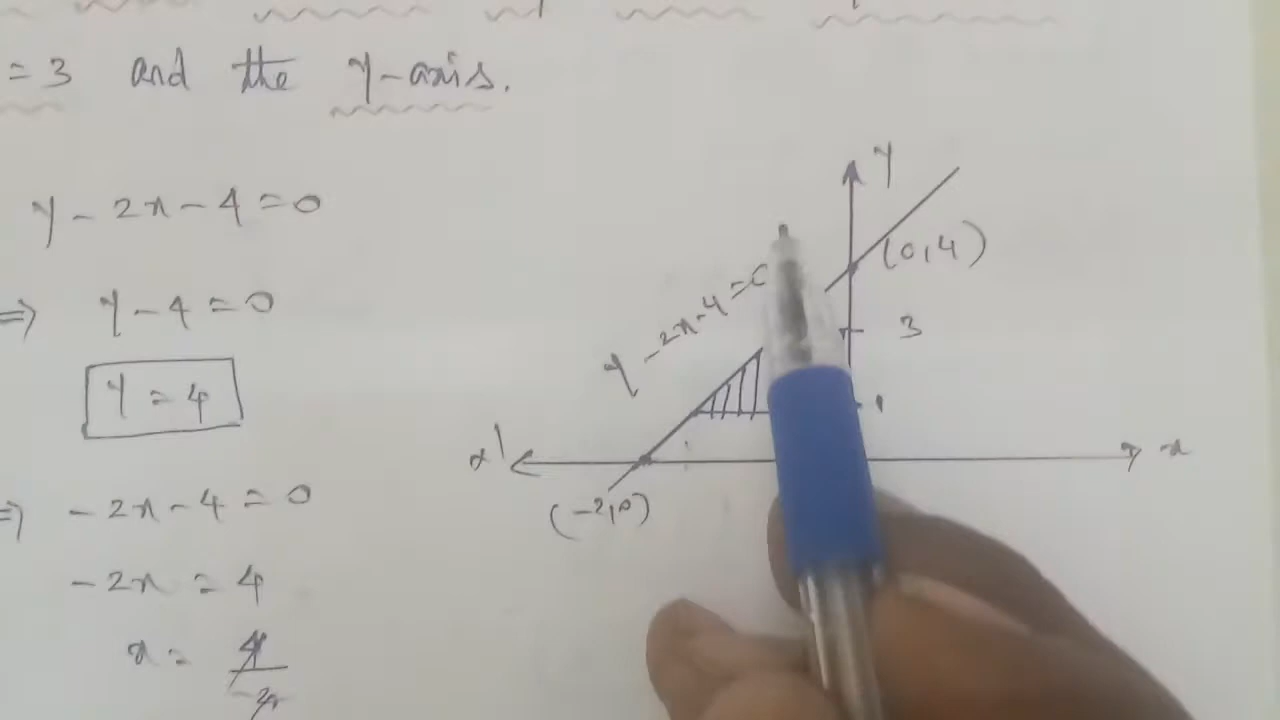 = 3 and the y-axis.
y - 2x - 4 = 0
⇒ y - 4 = 0
y = 4
⇒ -2x - 4 = 0
-2x = 4
x = 4/-2
y
(0,4)
y - 2x - 4 = 0
3
1
x' x
(-2,0)